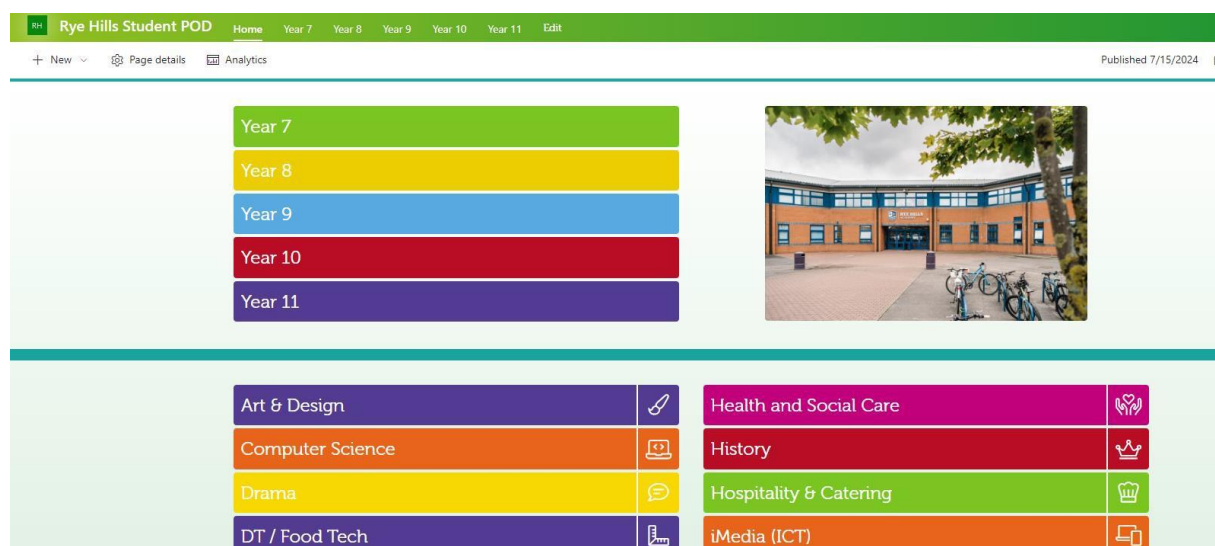 RH Rye Hills Student POD Home Year 7 Year 8 Year 9 Year 10 Year 11 Edit
+ New Page details Analytics Published 7/15/2024
Year 7
Year 8
Year 9
Year 10
Year 11
RYE HILLS
Art & Design
Health and Social Care
Computer Science
History
Drama
Hospitality & Catering
DT / Food Tech
iMedia (ICT)